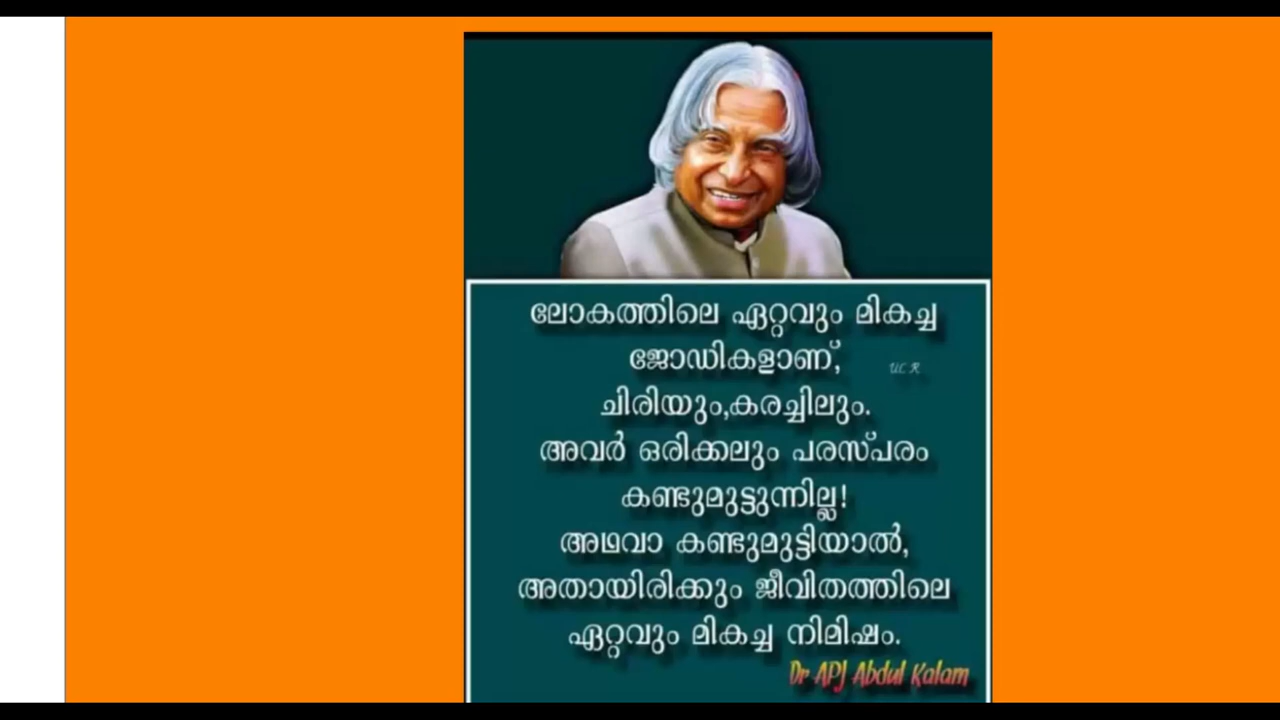 ലോകത്തിലെ ഏറ്റവും മികച്ച
ജോഡികളാണ്,
U.C.R
ചിരിയും,കരച്ചിലും.
അവർ ഒരിക്കലും പരസ്പരം
കണ്ടുമുട്ടുന്നില്ല!
അഥവാ കണ്ടുമുട്ടിയാൽ,
അതായിരിക്കും ജീവിതത്തിലെ
ഏറ്റവും മികച്ച നിമിഷം.
Dr APJ Abdul Kalam